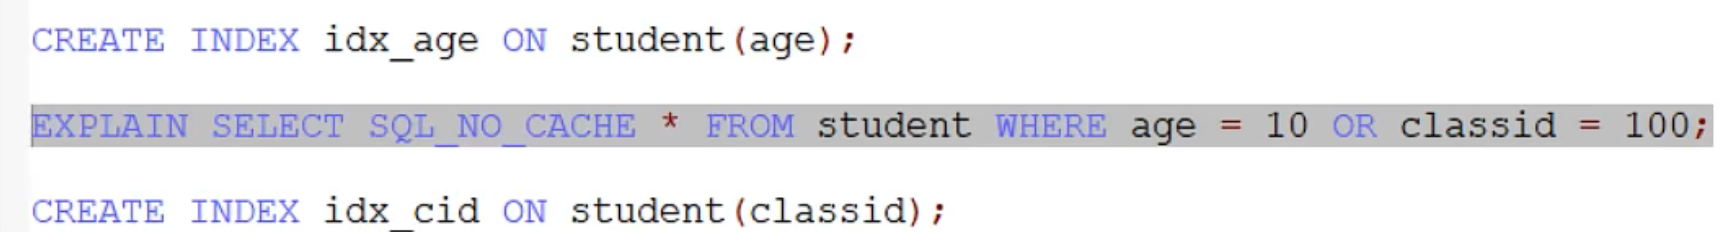 CREATE INDEX idx_age ON student(age);
EXPLAIN SELECT SQL_NO_CACHE * FROM student WHERE age = 10 OR classid = 100;
CREATE INDEX idx_cid ON student(classid);